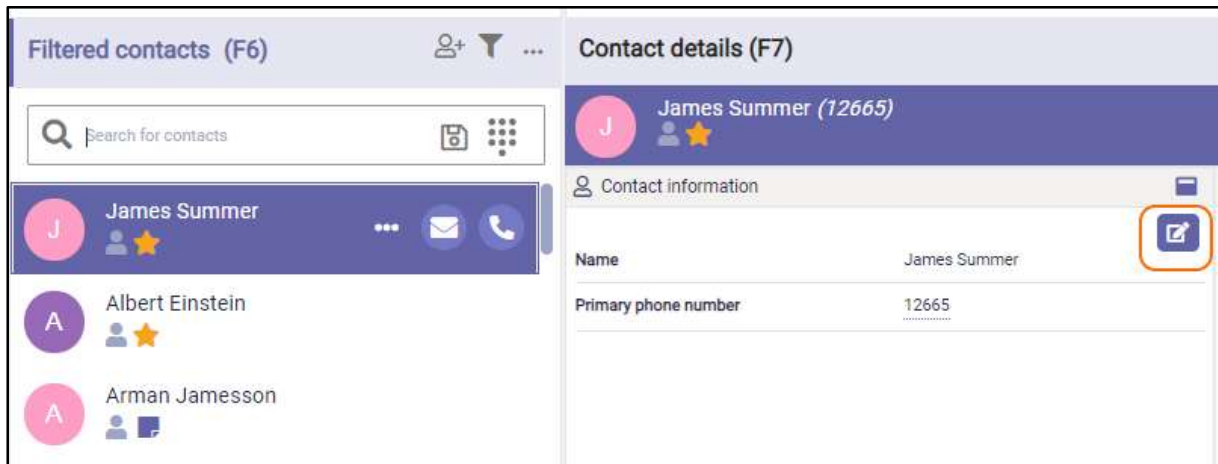 Filtered contacts (F6)
...
Search for contacts
J
James Summer
...
A
Albert Einstein
A
Arman Jamesson
Contact details (F7)
J
James Summer (12665)
Contact information
Name James Summer
Primary phone number 12665